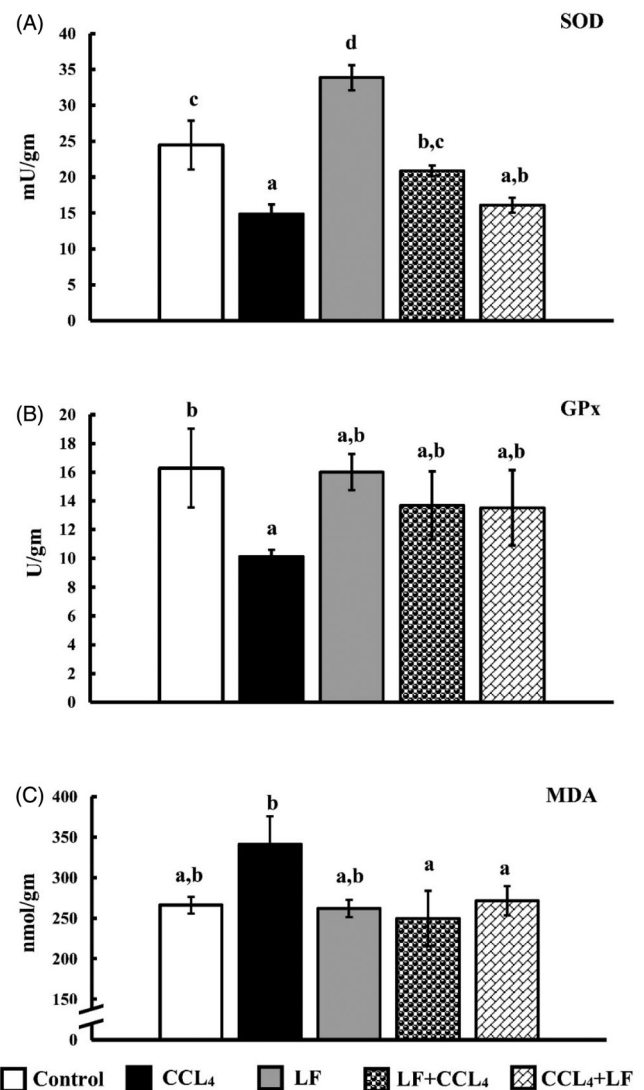 (A) SOD
40
35
30
25
20
15
10
5
0
mU/gm
c
a
d
b,c
a,b
(B) GPx
20
18
16
14
12
10
8
6
4
2
0
U/gm
b
a
a,b
a,b
a,b
(C) MDA
400
350
300
250
200
150
0
nmol/gm
a,b
b
a,b
a
a
Control CCL₄ LF LF+CCL₄ CCL₄+LF